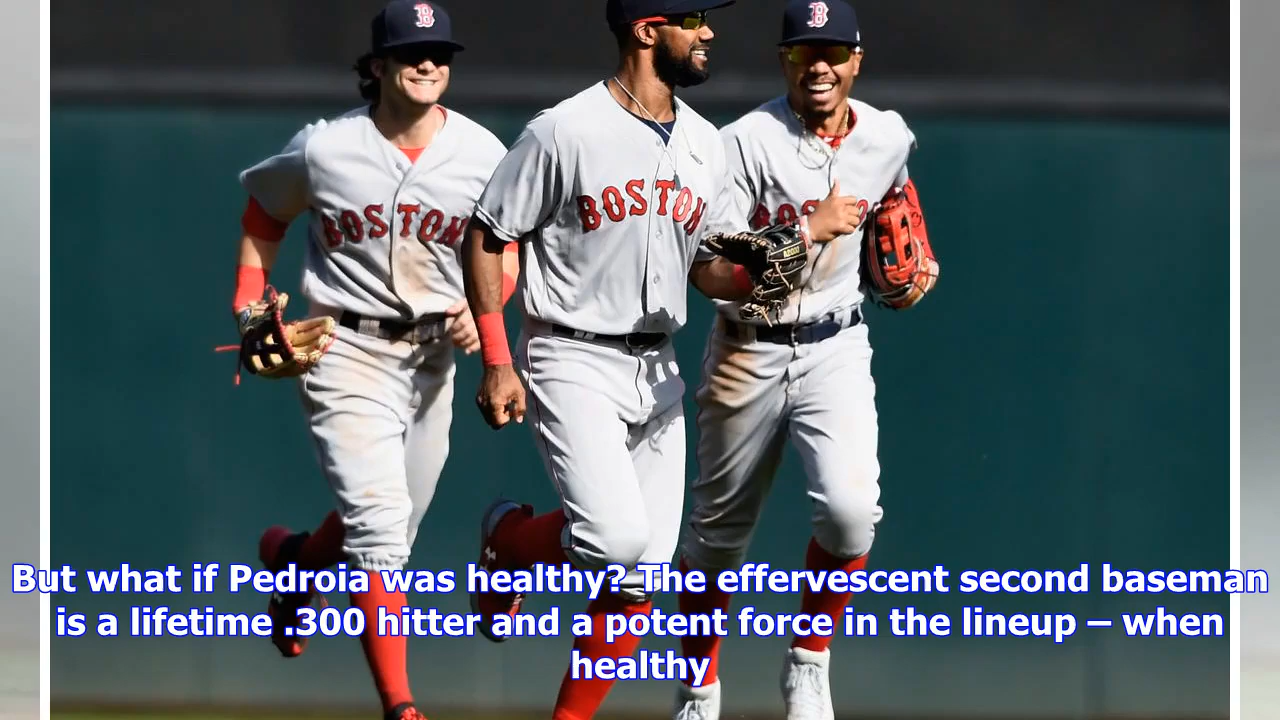 B
B
BOSTON
BOSTON
A2000
But what if Pedroia was healthy? The effervescent second baseman
is a lifetime .300 hitter and a potent force in the lineup – when
healthy